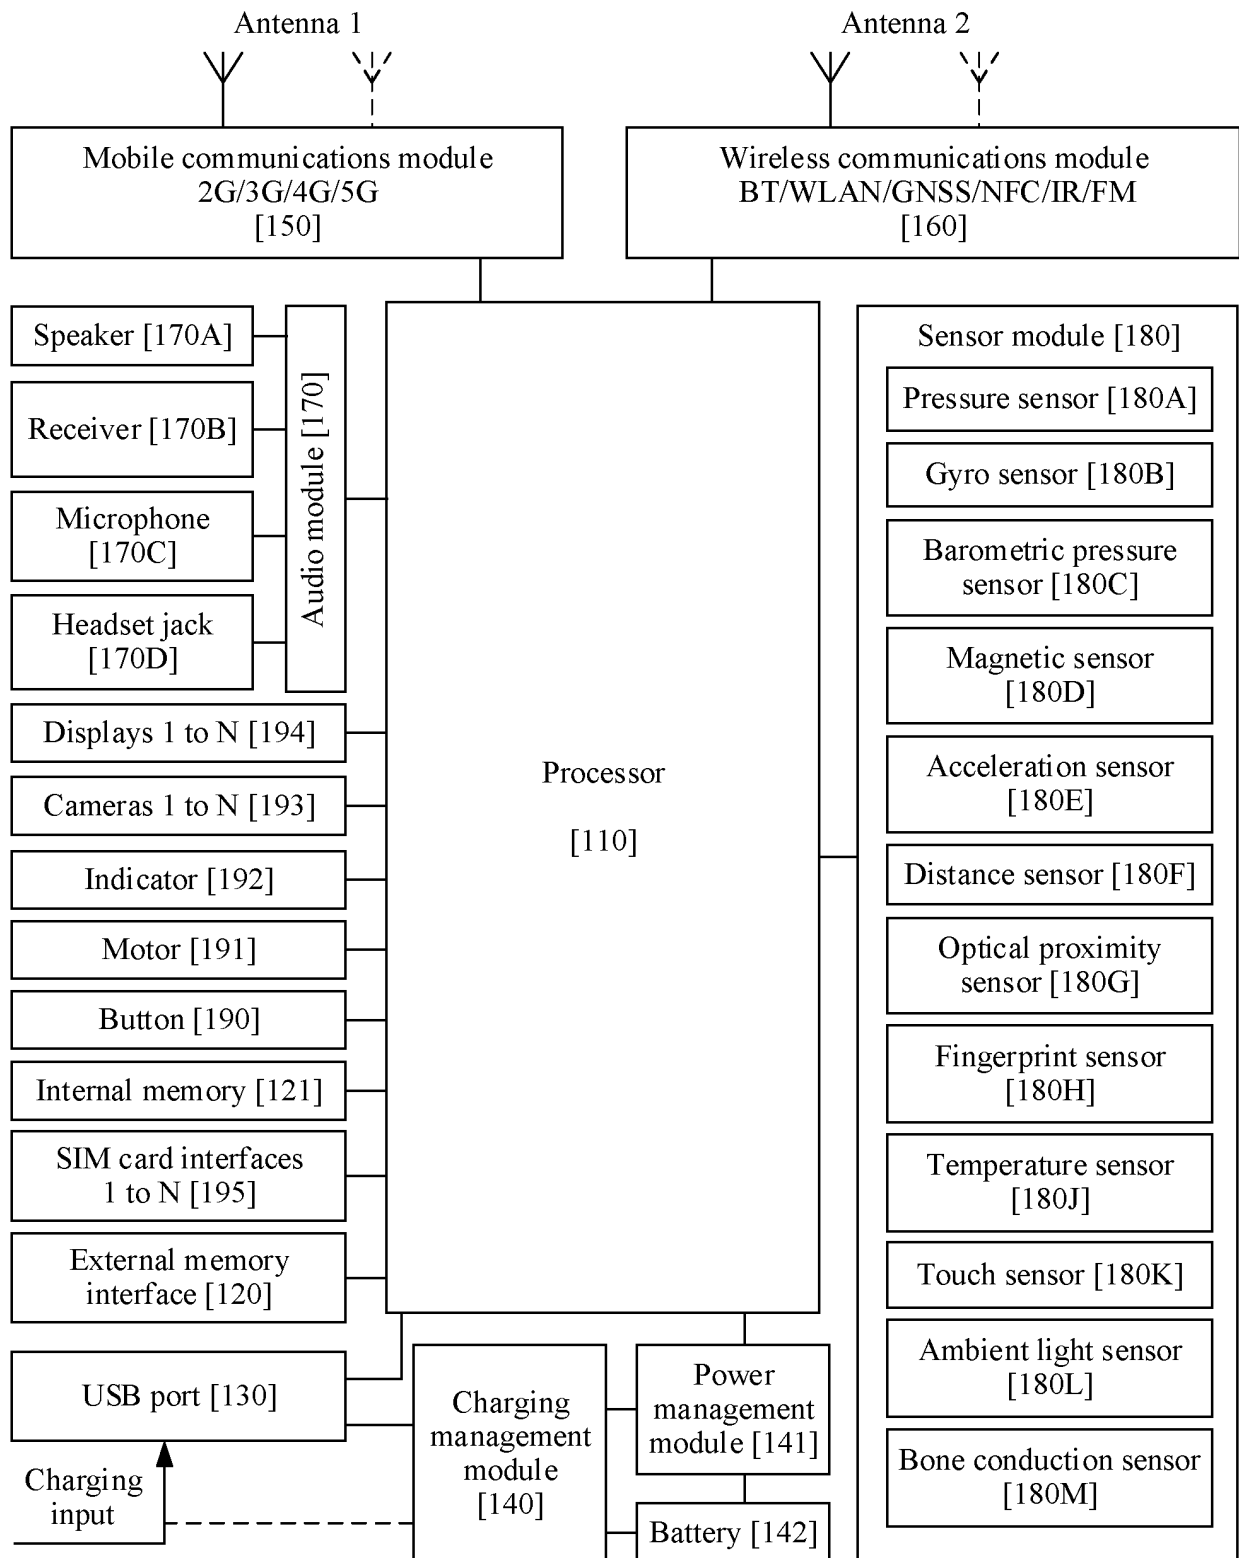 Antenna 1
Antenna 2
Mobile communications module
2G/3G/4G/5G
[150]
Wireless communications module
BT/WLAN/GNSS/NFC/IR/FM
[160]
Speaker [170A]
Receiver [170B]
Microphone
[170C]
Headset jack
[170D]
Audio module [170]
Displays 1 to N [194]
Cameras 1 to N [193]
Indicator [192]
Motor [191]
Button [190]
Internal memory [121]
SIM card interfaces
1 to N [195]
External memory
interface [120]
USB port [130]
Charging
input
Processor
[110]
Charging
management
module
[140]
Power
management
module [141]
Battery [142]
Sensor module [180]
Pressure sensor [180A]
Gyro sensor [180B]
Barometric pressure
sensor [180C]
Magnetic sensor
[180D]
Acceleration sensor
[180E]
Distance sensor [180F]
Optical proximity
sensor [180G]
Fingerprint sensor
[180H]
Temperature sensor
[180J]
Touch sensor [180K]
Ambient light sensor
[180L]
Bone conduction sensor
[180M]